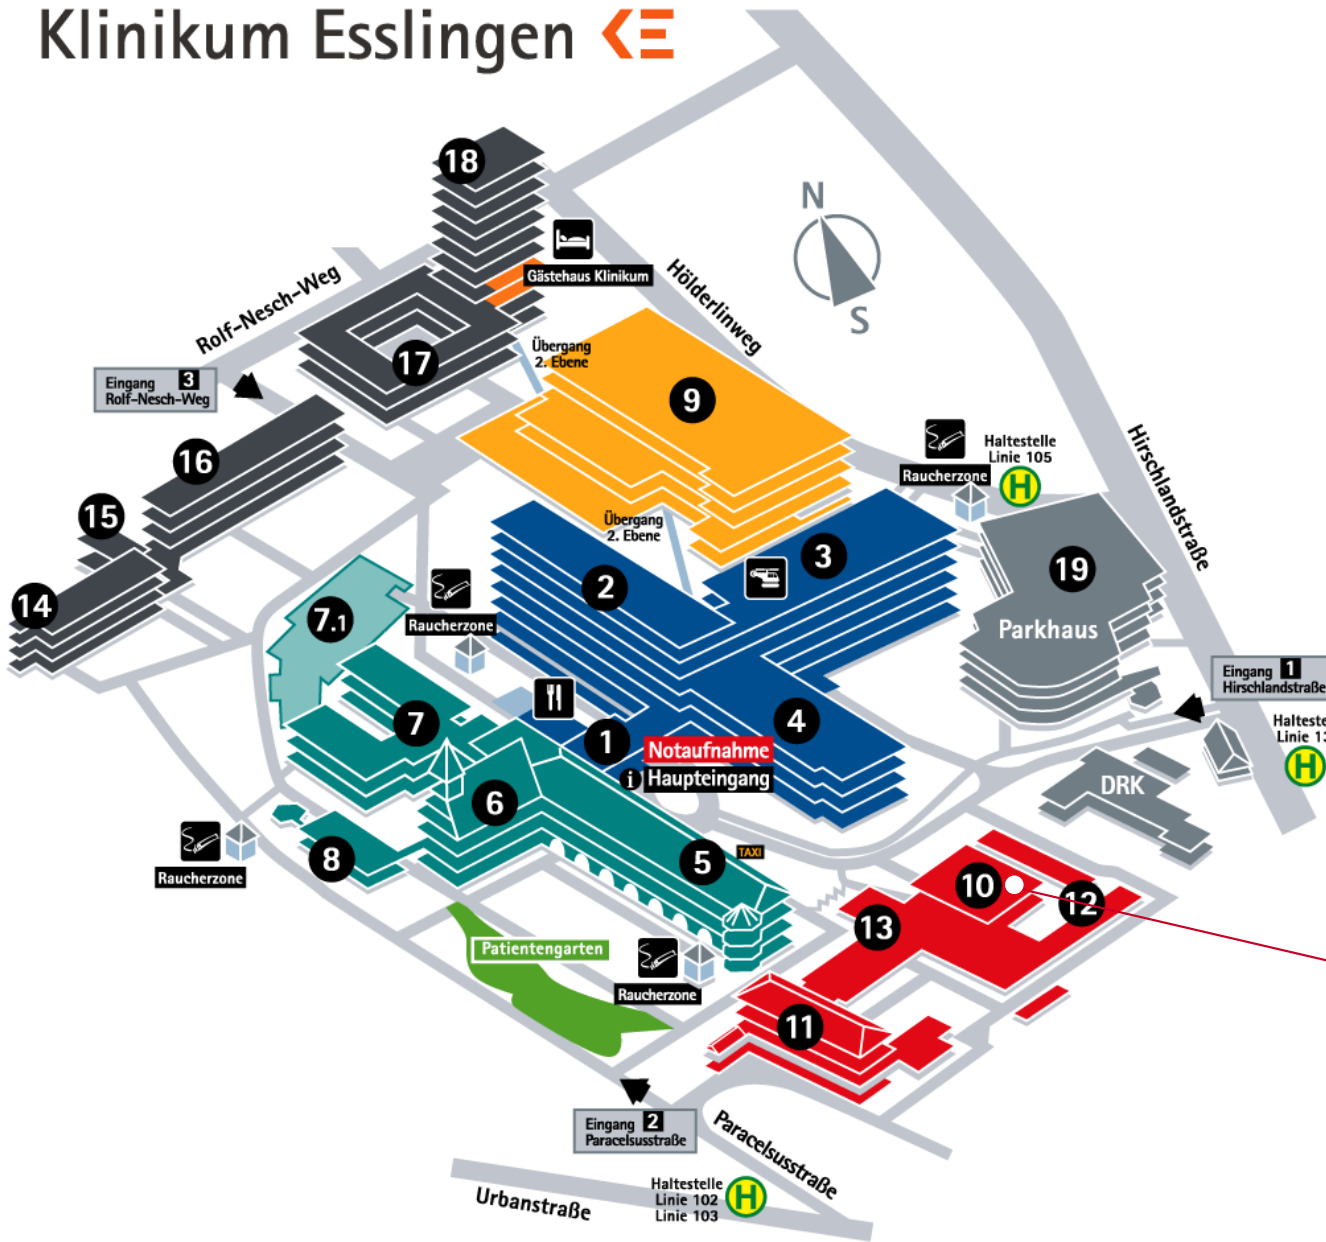 Klinikum Esslingen
18
N
S
Gästehaus Klinikum
Hölderlinweg
Rolf-Nesch-Weg
17
Übergang
2. Ebene
Eingang 3
Rolf-Nesch-Weg
9
16
Haltestelle
Linie 105
H
Raucherzone
Hirschlandstraße
15
Übergang
2. Ebene
3
19
Parkhaus
2
14
7.1
Raucherzone
Eingang 1
Hirschlandstraße
7
4
1
Notaufnahme
i Haupteingang
Halteste
Linie 13
H
DRK
6
5
TAXI
8
Raucherzone
10
12
13
Patientengarten
Raucherzone
11
Eingang 2
Paracelsusstraße
Paracelsusstraße
Urbanstraße
Haltestelle
Linie 102
Linie 103
H